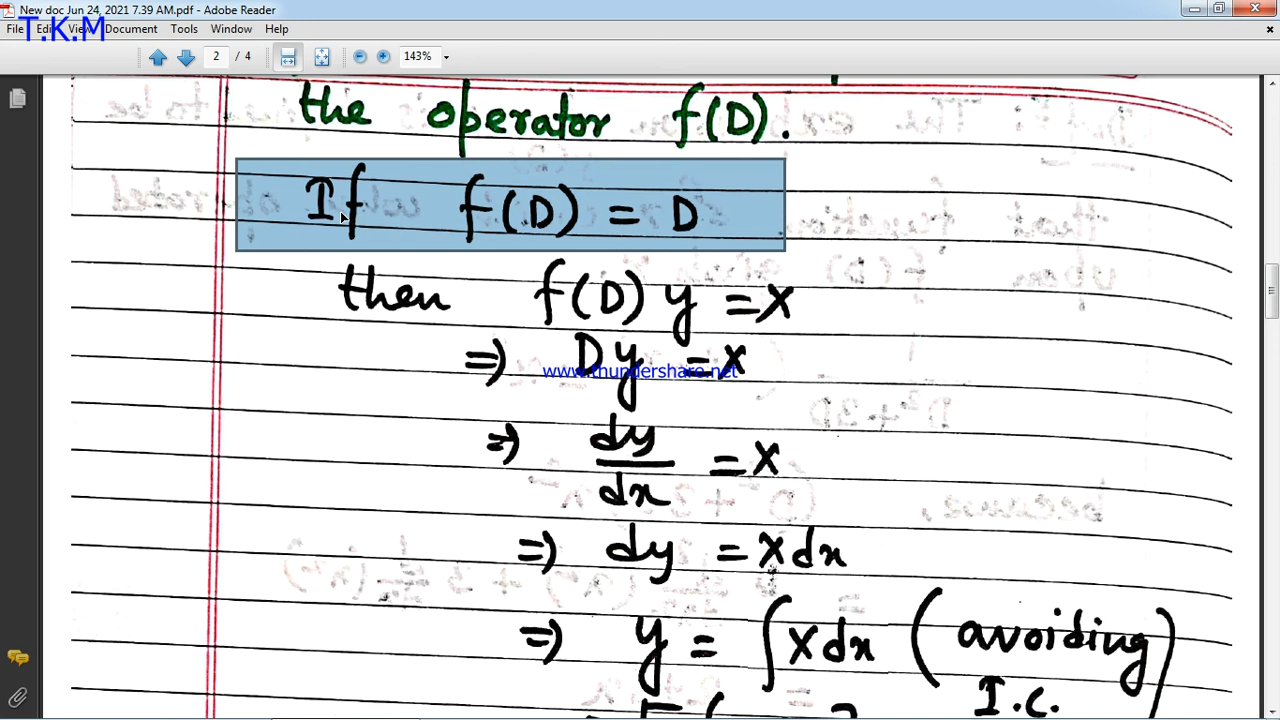 New doc Jun 24, 2021 7.39 AM.pdf - Adobe Reader
T.K.M
File Edit View Document Tools Window Help
2 / 4 143%
the operator f(D).
If f(D) = D
then f(D) y = X
⇒ Dy = X
www.thundershare.net
⇒ dy/dx = X
⇒ dy = X dx
⇒ y = ∫ X dx ( avoiding
I.C.